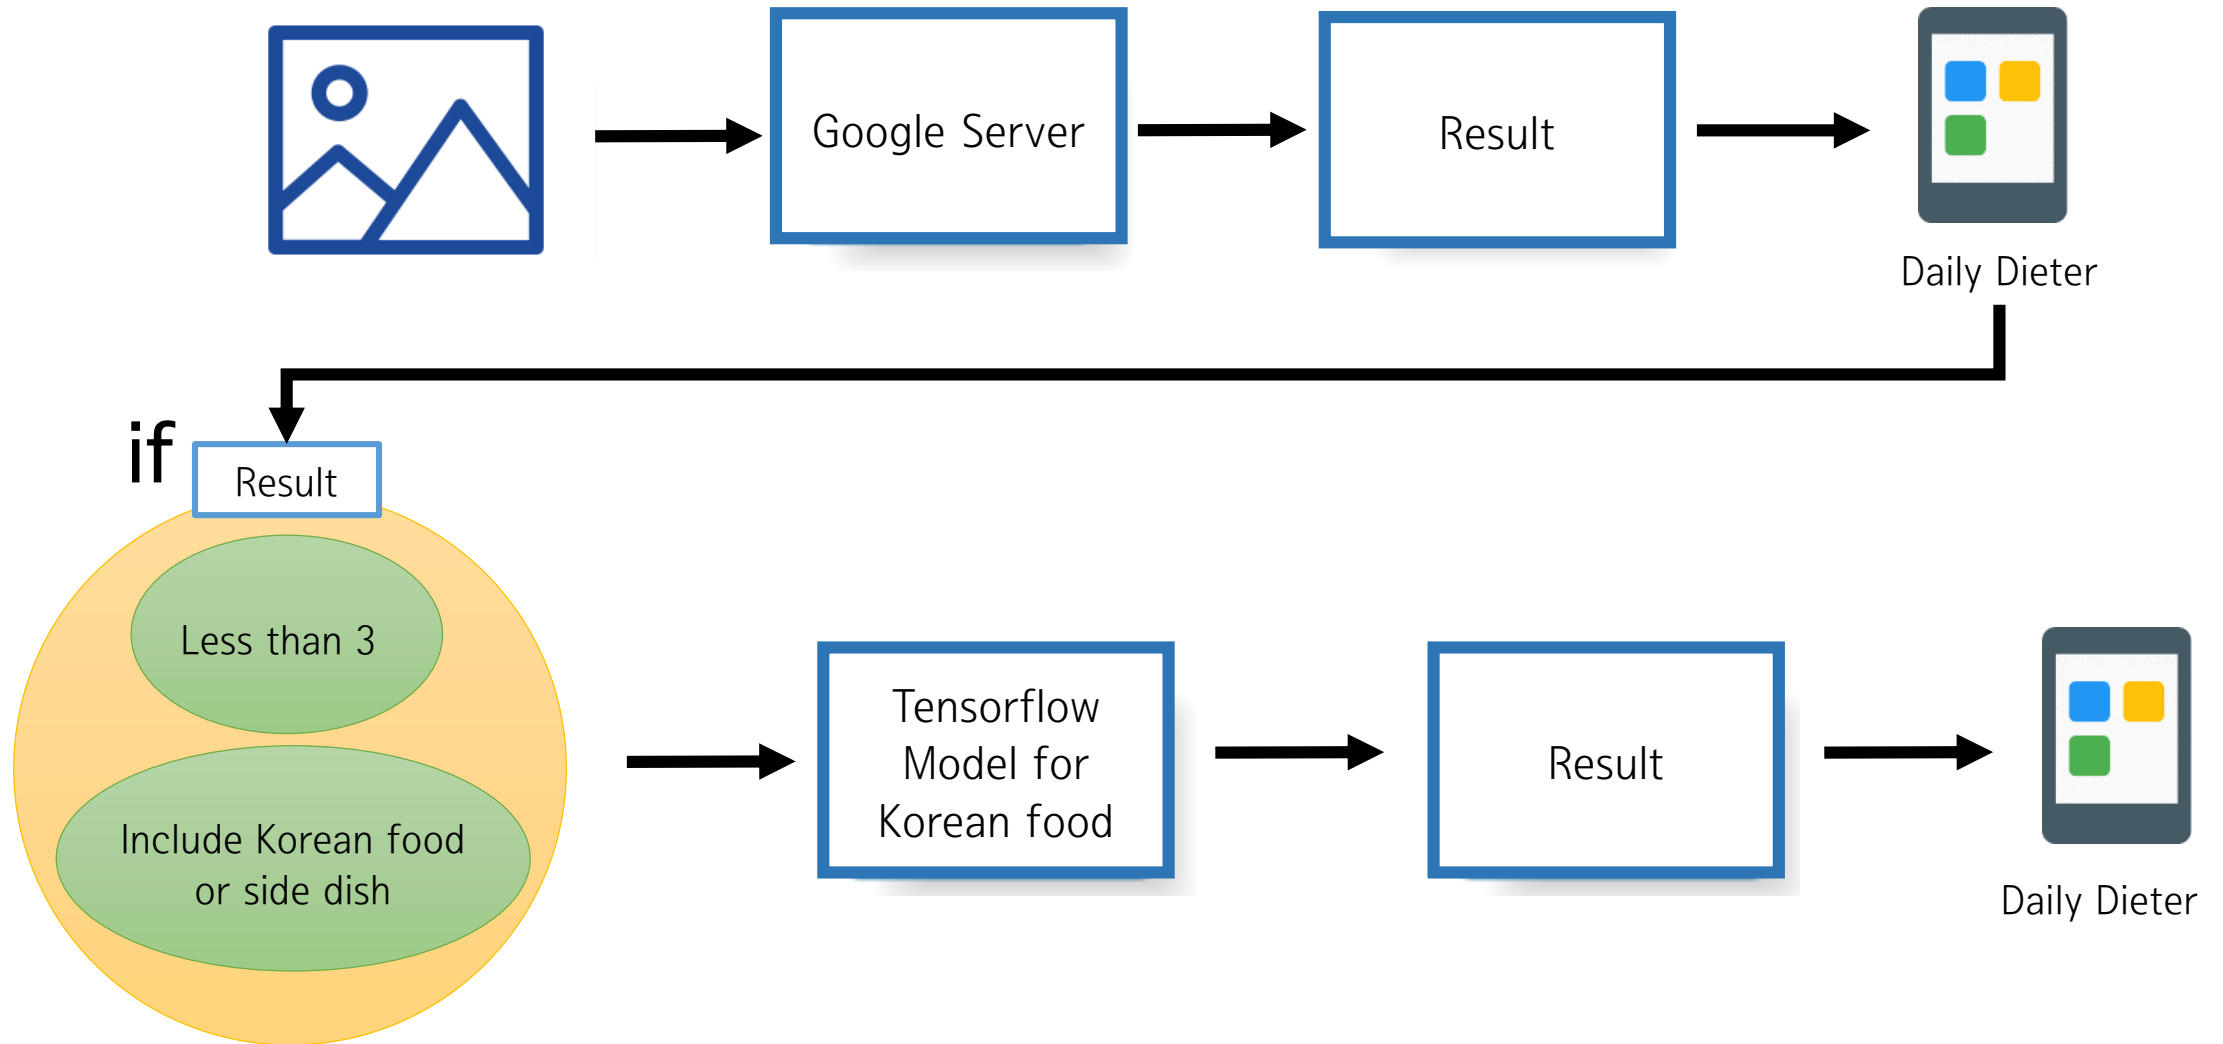 Google Server
Result
Daily Dieter
if
Result
Less than 3
Include Korean food
or side dish
Tensorflow
Model for
Korean food
Result
Daily Dieter